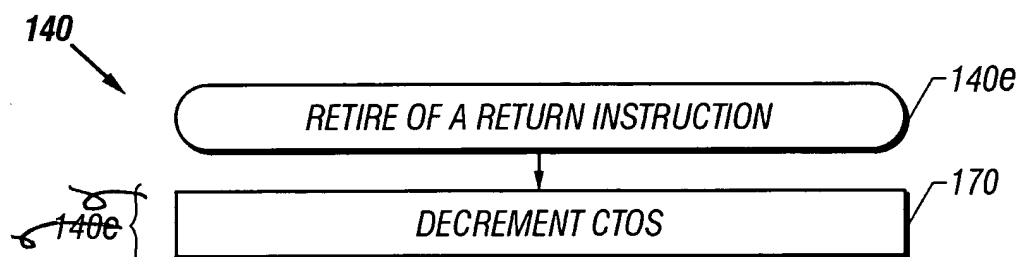 140
140e
RETIRE OF A RETURN INSTRUCTION
170
140e
DECREMENT CTOS